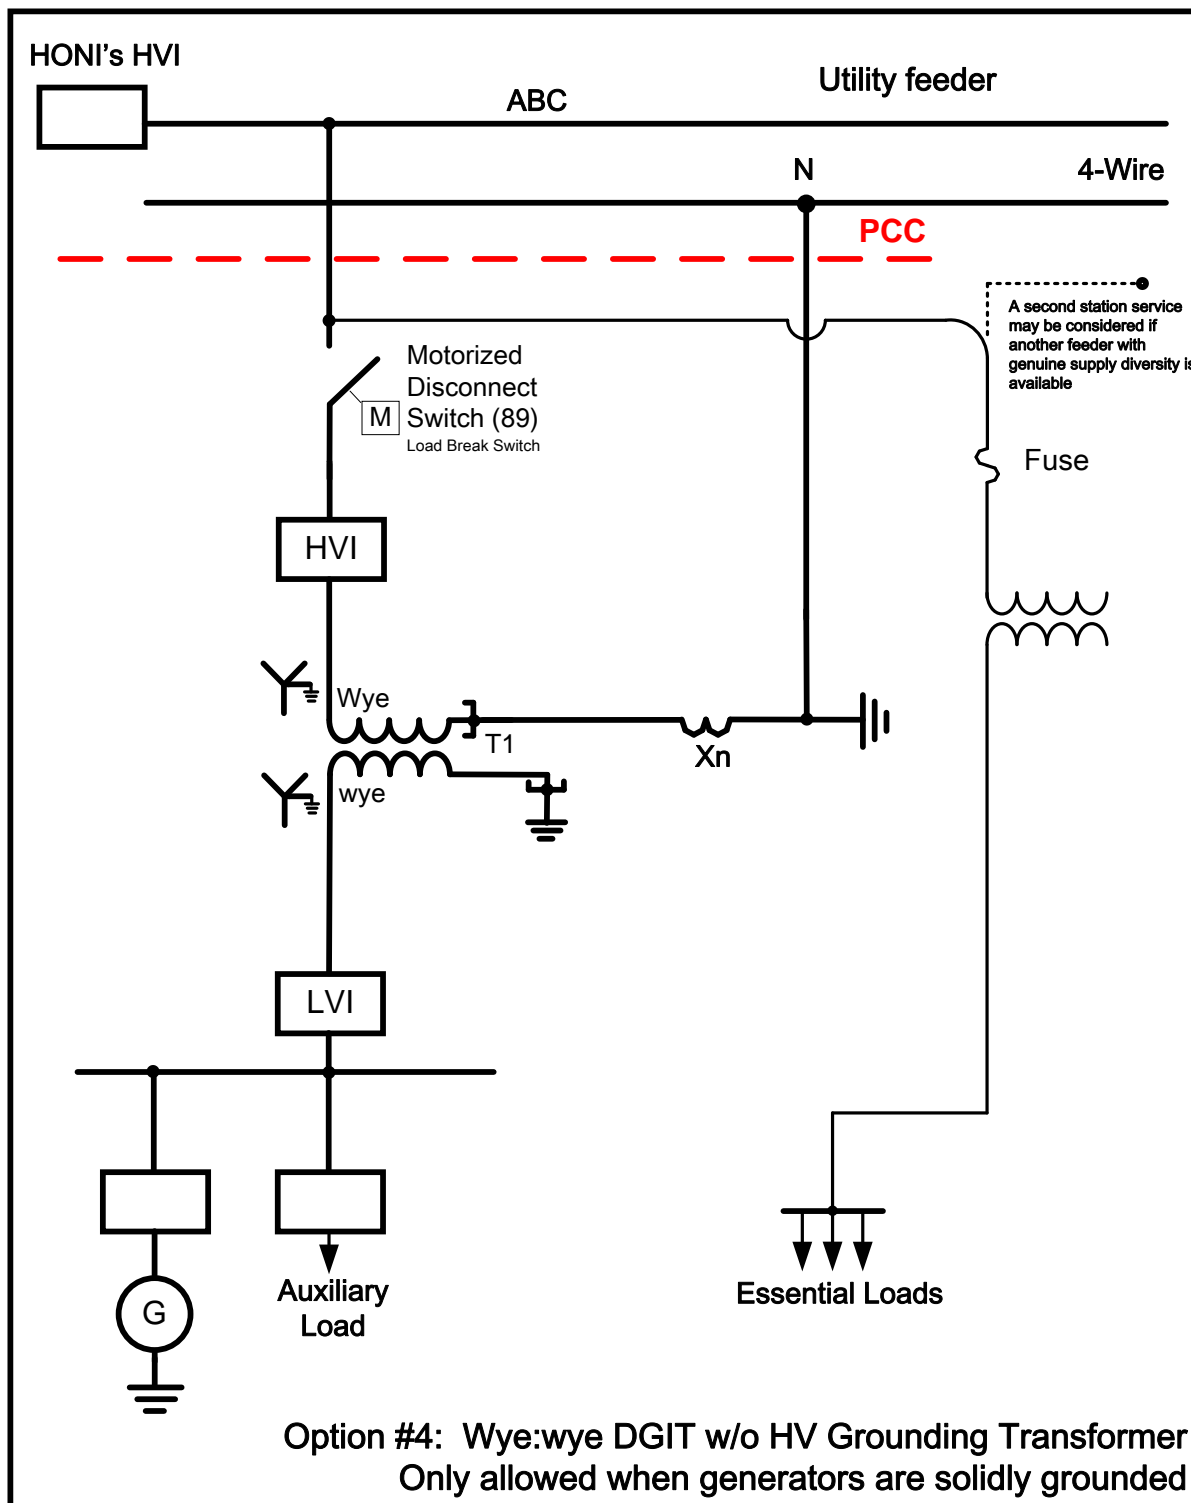 HONI's HVI
ABC
Utility feeder
N
4-Wire
PCC
A second station service
may be considered if
another feeder with
genuine supply diversity is
available
Motorized
Disconnect
Switch (89)
Load Break Switch
M
Fuse
HVI
Wye
T1
Xn
wye
LVI
G
Auxiliary
Load
Essential Loads
Option #4: Wye:wye DGIT w/o HV Grounding Transformer
Only allowed when generators are solidly grounded